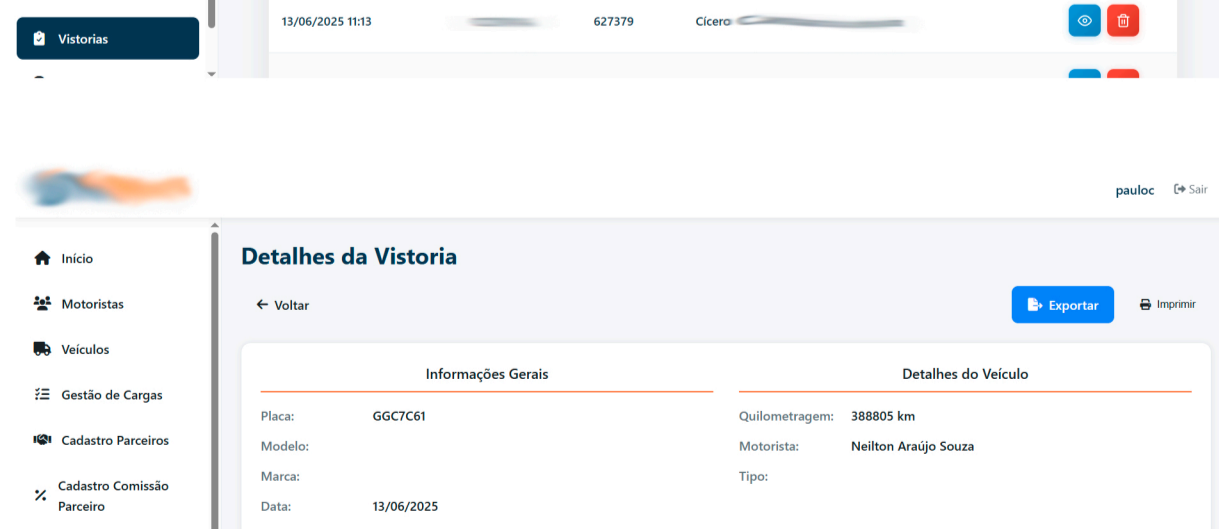 13/06/2025 11:13 627379 Cícero
Vistorias
pauloc Sair
Início
Detalhes da Vistoria
Motoristas
Voltar Exportar Imprimir
Veículos
Informações Gerais Detalhes do Veículo
Gestão de Cargas
Placa: GGC7C61 Quilometragem: 388805 km
Cadastro Parceiros
Modelo: Motorista: Neilton Araújo Souza
Marca: Tipo:
Cadastro Comissão
Parceiro
Data: 13/06/2025